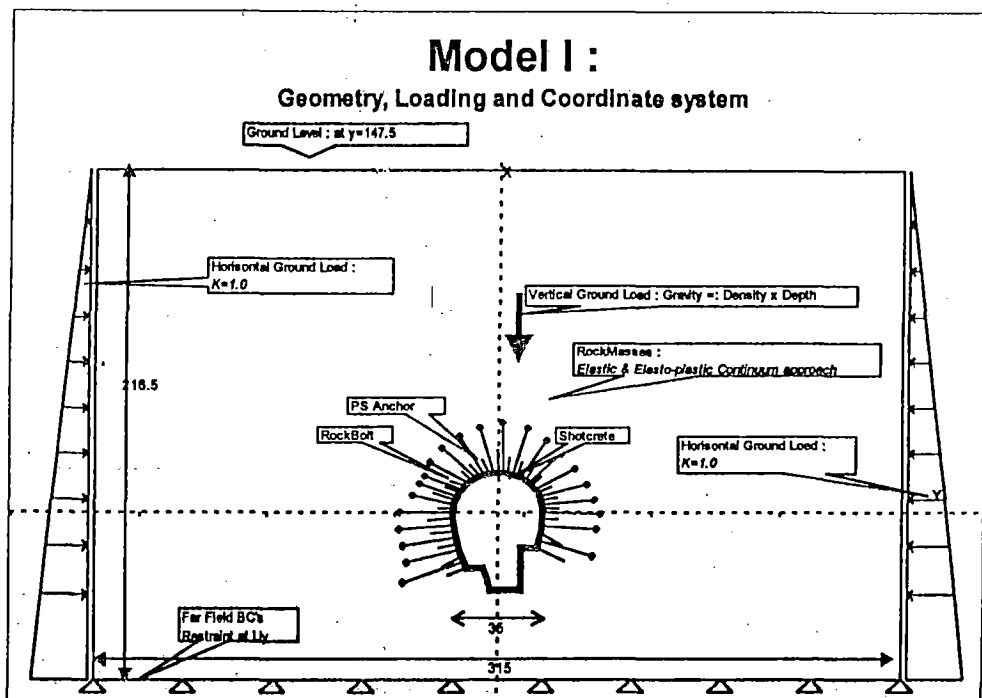 Model I :
Geometry, Loading and Coordinate system
Ground Level : at y=147.5
X
Horisontal Ground Load :
K=1.0
Vertical Ground Load : Gravity =: Density x Depth
RockMasses :
Elastic & Elasto-plastic Continuum approach
216.5
PS Anchor
RockBolt
Shotcrete
Horisontal Ground Load :
K=1.0
Y
Far Field BC's
Restraint at Uy
36
315